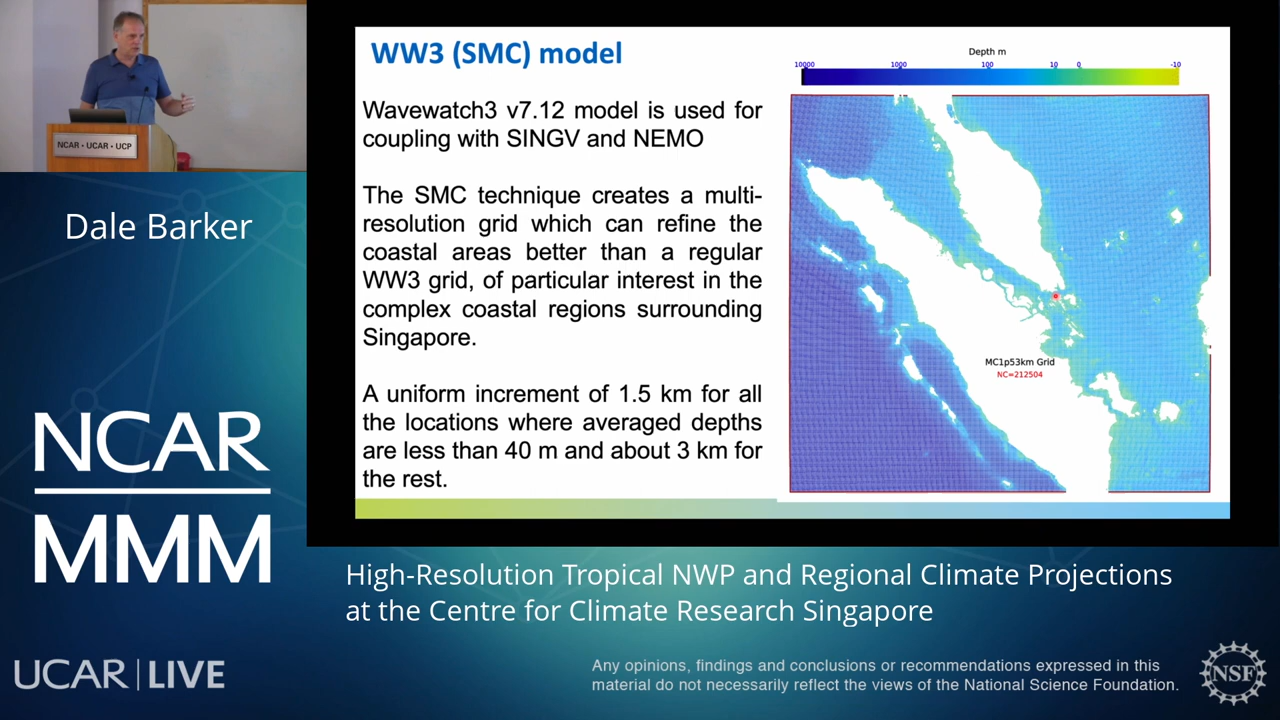 NCAR • UCAR • UCP
Dale Barker
NCAR
MMM
UCAR | LIVE
WW3 (SMC) model
Wavewatch3 v7.12 model is used for
coupling with SINGV and NEMO
The SMC technique creates a multi-
resolution grid which can refine the
coastal areas better than a regular
WW3 grid, of particular interest in the
complex coastal regions surrounding
Singapore.
A uniform increment of 1.5 km for all
the locations where averaged depths
are less than 40 m and about 3 km for
the rest.
Depth m
10000 1000 100 10 0 -10
MC1p53km Grid
NC=212504
High-Resolution Tropical NWP and Regional Climate Projections
at the Centre for Climate Research Singapore
Any opinions, findings and conclusions or recommendations expressed in this
material do not necessarily reflect the views of the National Science Foundation.
NSF